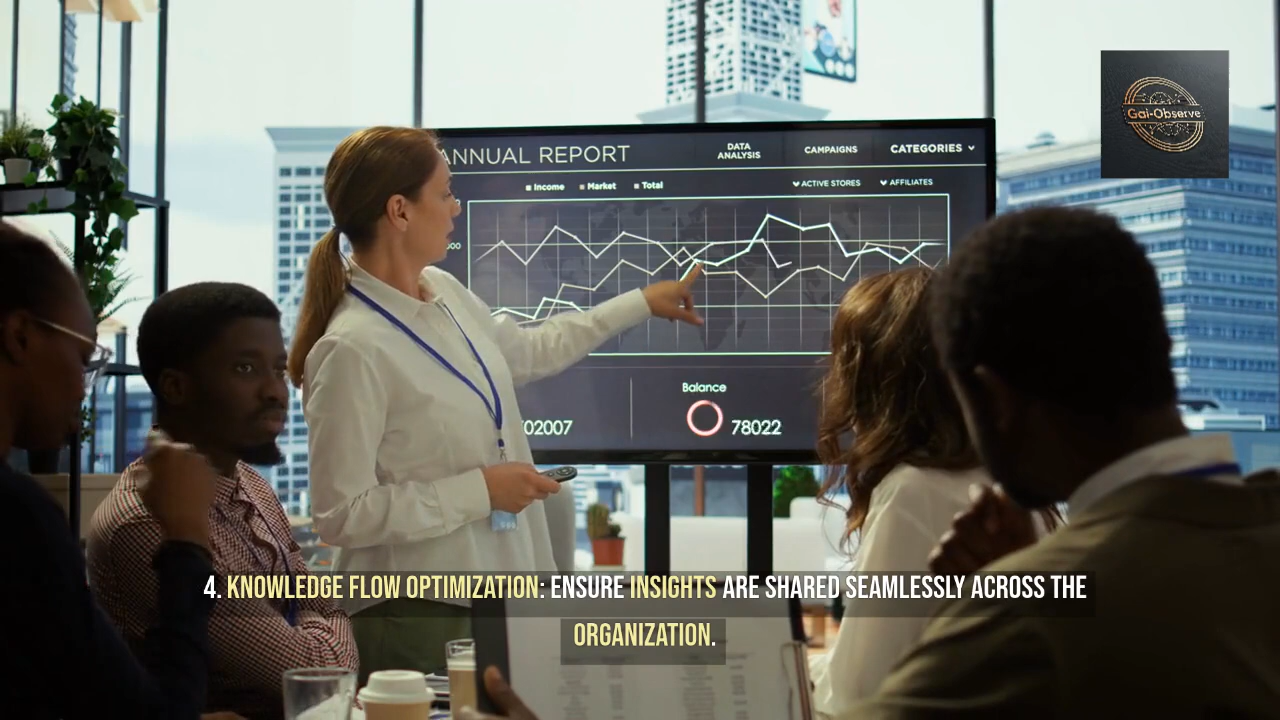 Gai-Observe
ANNUAL REPORT
DATA
ANALYSIS
CAMPAIGNS
CATEGORIES
Income
Market
Total
ACTIVE STORES
AFFILIATES
Balance
02007
78022
4. KNOWLEDGE FLOW OPTIMIZATION: ENSURE INSIGHTS ARE SHARED SEAMLESSLY ACROSS THE
ORGANIZATION.